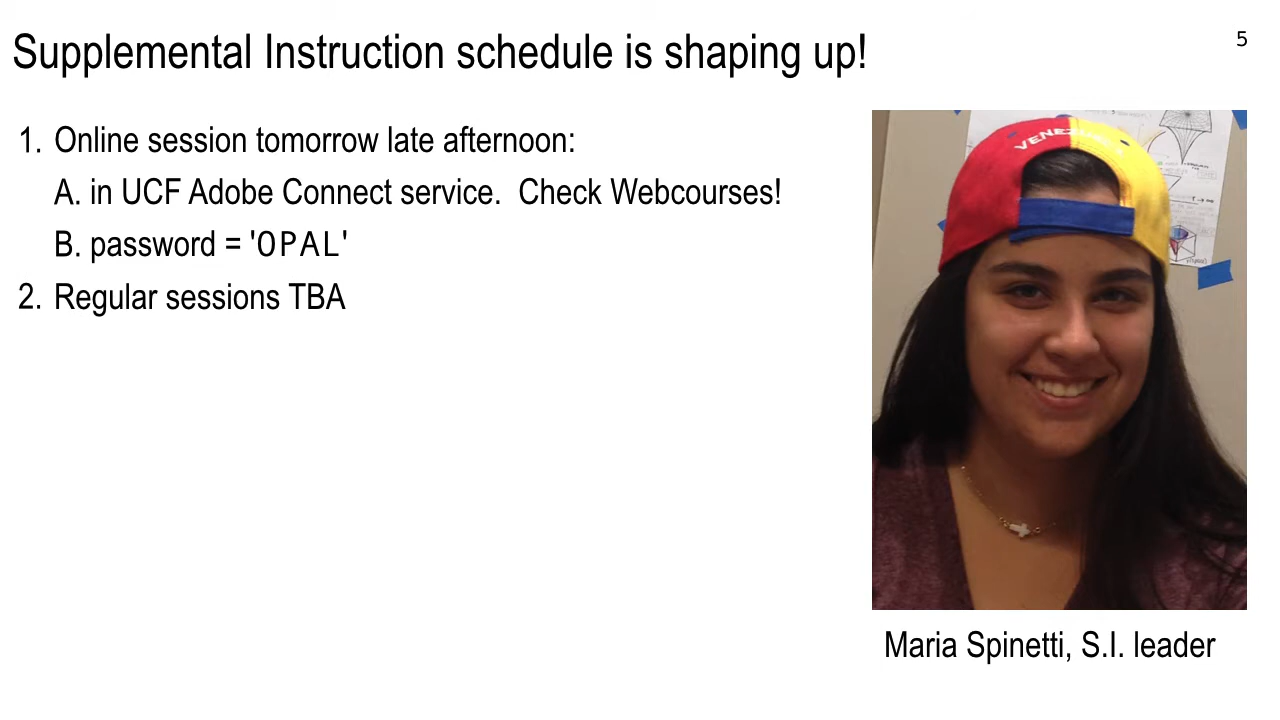 Supplemental Instruction schedule is shaping up!
5
1. Online session tomorrow late afternoon:
A. in UCF Adobe Connect service.  Check Webcourses!
B. password = 'OPAL'
2. Regular sessions TBA
VENEZUELA
Maria Spinetti, S.I. leader